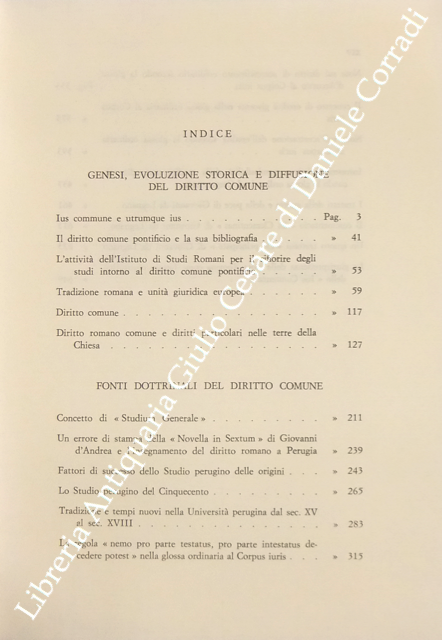 INDICE
GENESI, EVOLUZIONE STORICA E DIFFUSIONE
DEL DIRITTO COMUNE
Ius commune e utrumque ius . . . . . . . . . . Pag. 3
Il diritto comune pontificio e la sua bibliografia . . . . » 41
L'attività dell'Istituto di Studi Romani per il rifiorire degli
studi intorno al diritto comune pontificio . . . . . » 53
Tradizione romana e unità giuridica europea . . . . . » 59
Diritto comune . . . . . . . . . . . . . . » 117
Diritto romano comune e diritti particolari nelle terre della
Chiesa . . . . . . . . . . . . . . . » 127
FONTI DOTTRINALI DEL DIRITTO COMUNE
Concetto di « Studium Generale » . . . . . . . . » 211
Un errore di stampa della « Novella in Sextum » di Giovanni
d'Andrea e l'insegnamento del diritto romano a Perugia » 239
Fattori di successo dello Studio perugino delle origini . . » 243
Lo Studio perugino del Cinquecento . . . . . . . » 265
Tradizione e tempi nuovi nella Università perugina dal sec. XV
al sec. XVIII . . . . . . . . . . . . . » 283
La regola « nemo pro parte testatus, pro parte intestatus de-
cedere potest » nella glossa ordinaria al Corpus iuris . . . » 315
Libreria Antiquaria Giulio Cesare di Daniele Corradi